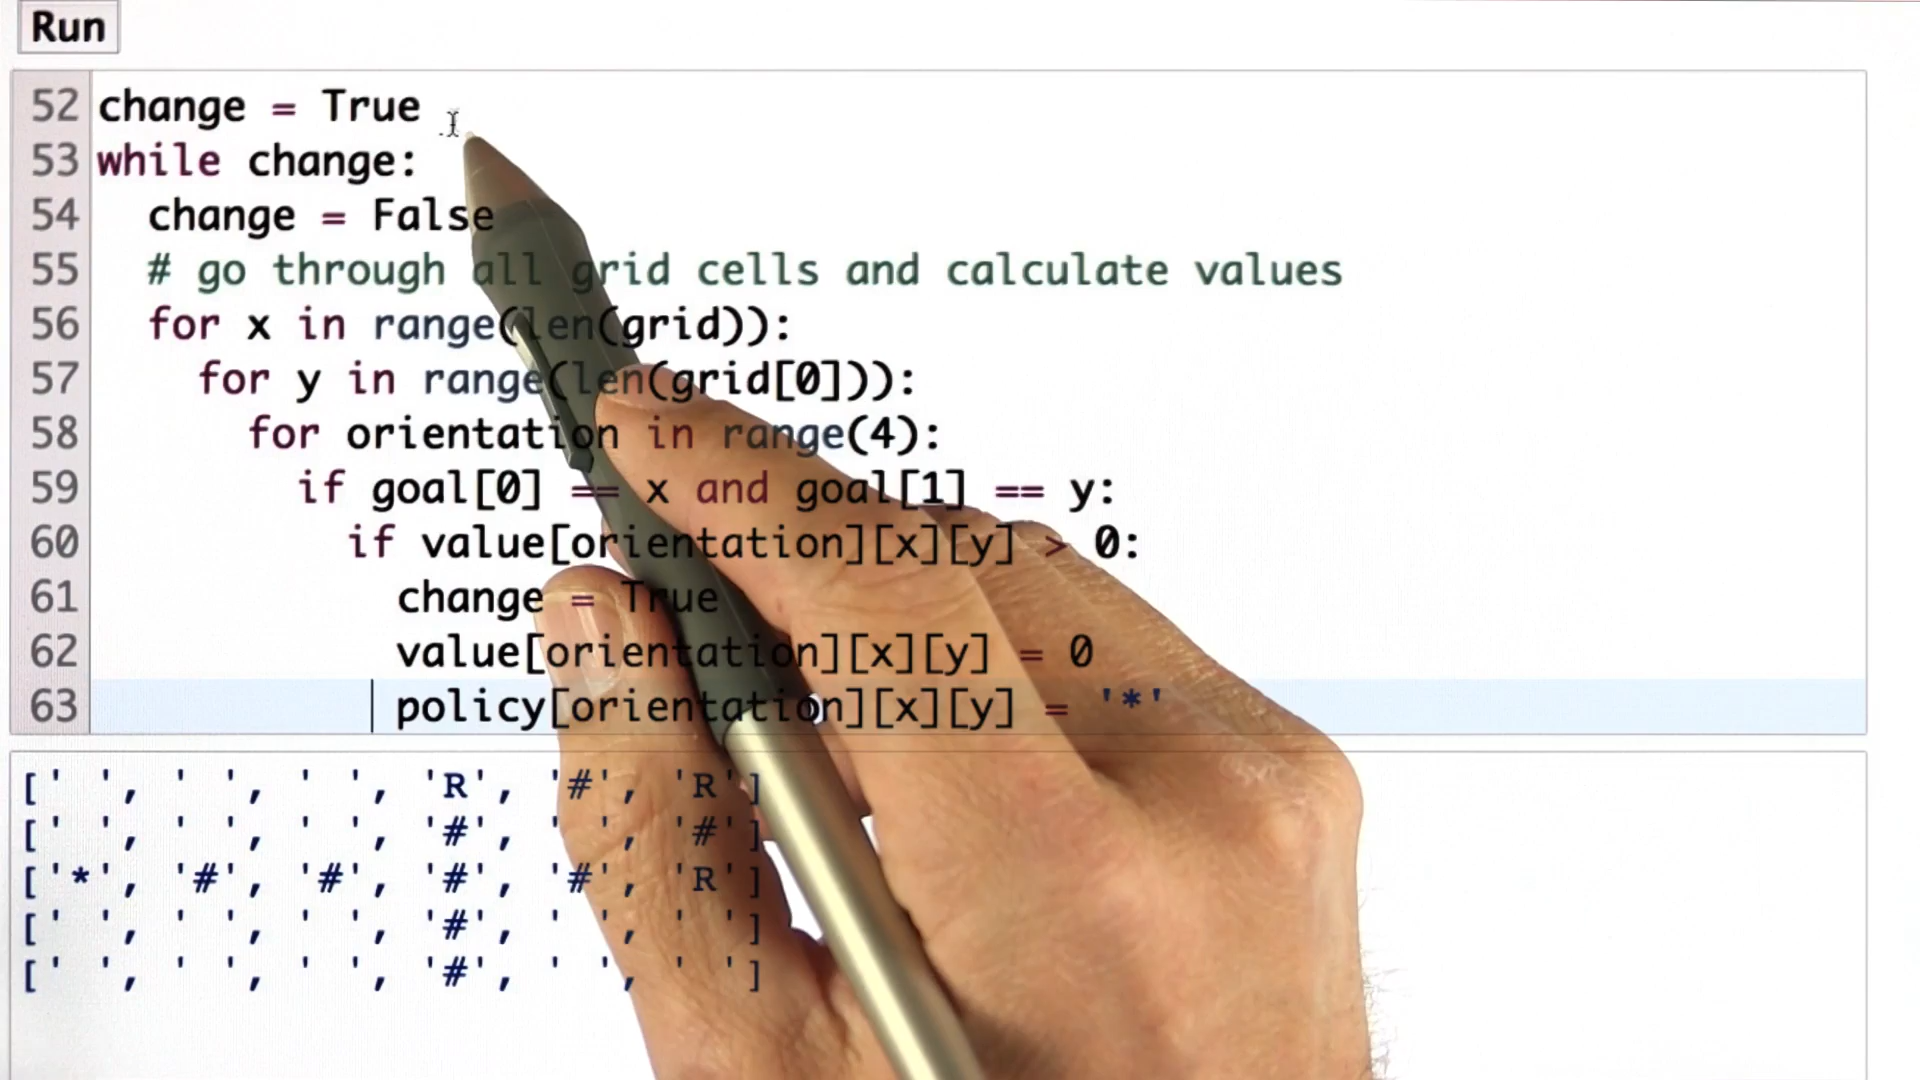 Run
52 change = True
53 while change:
54 change = False
55 # go through all grid cells and calculate values
56 for x in range(len(grid)):
57 for y in range(len(grid[0])):
58 for orientation in range(4):
59 if goal[0] == x and goal[1] == y:
60 if value[orientation][x][y] > 0:
61 change = True
62 value[orientation][x][y] = 0
63 policy[orientation][x][y] = '*'
[' ', ' ', ' ', 'R', '#', 'R']
[' ', ' ', ' ', '#', ' ', '#']
['*', '#', '#', '#', '#', 'R']
[' ', ' ', ' ', '#', ' ', ' ']
[' ', ' ', ' ', '#', ' ', ' ']